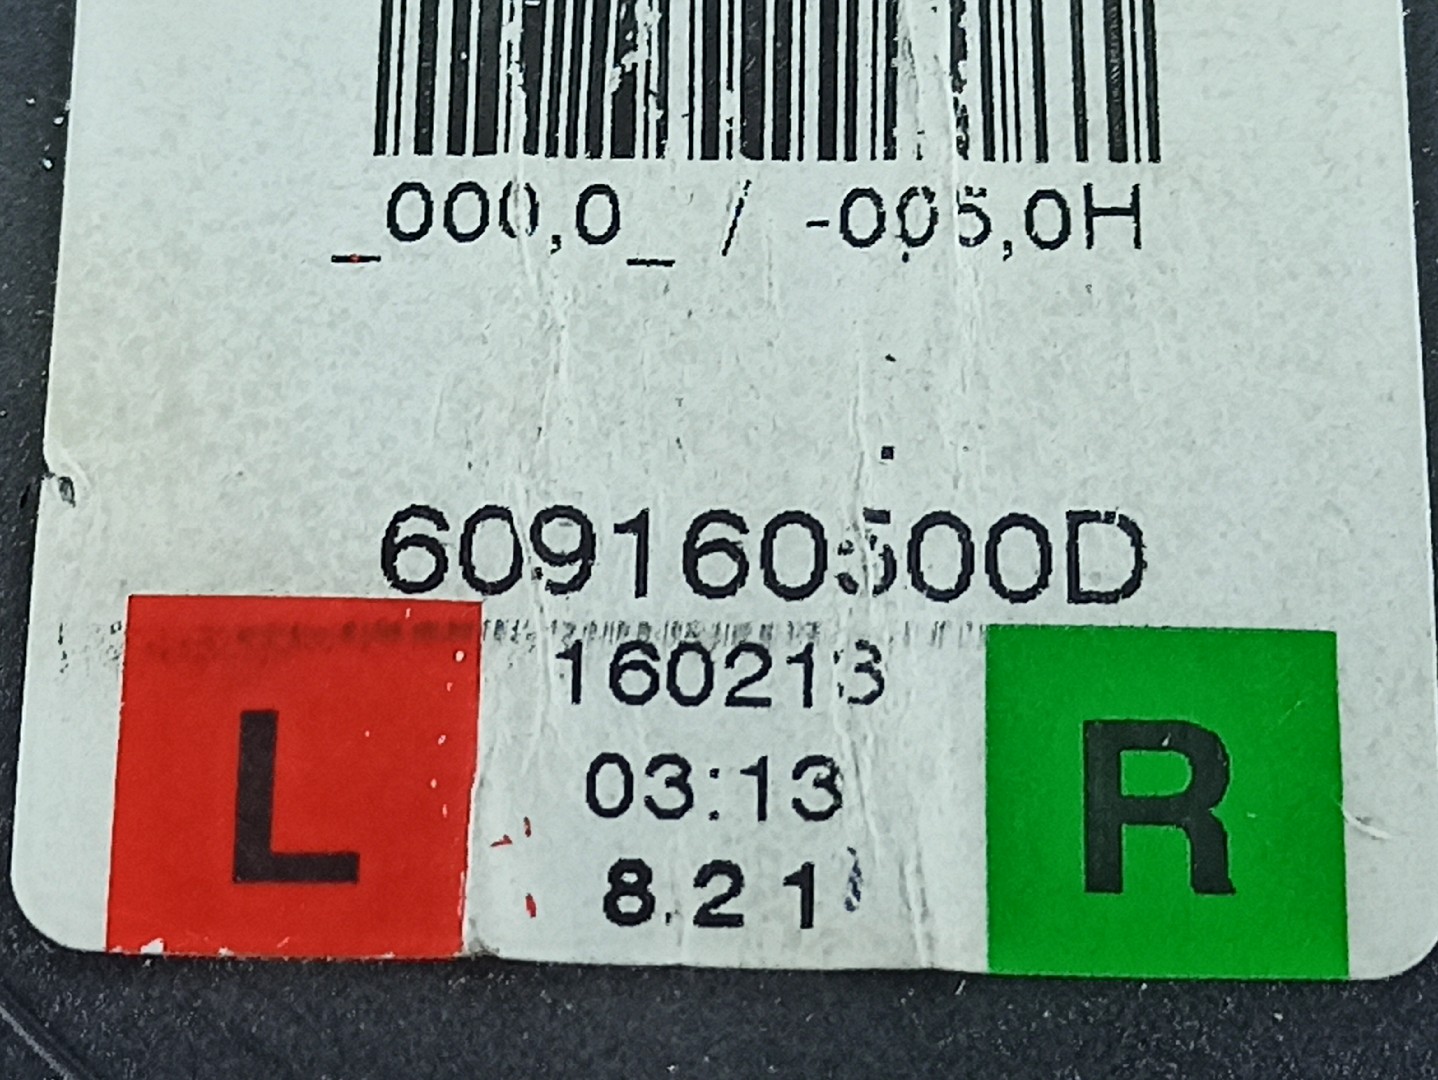 _000,0_ / -005,0H
609160500D
160213
03:13
8.21
L
R